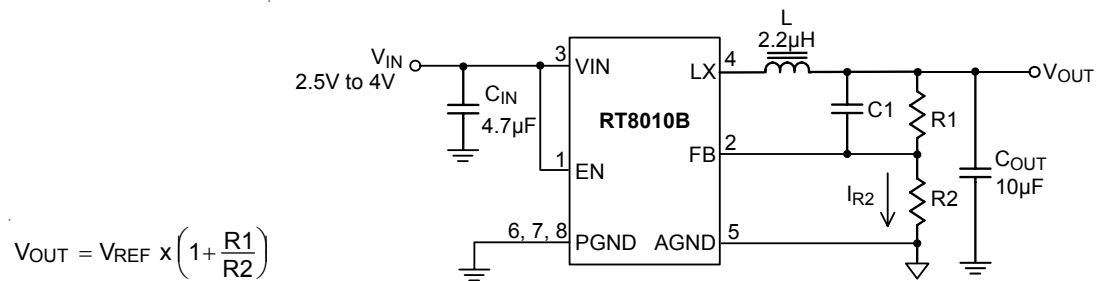 L
2.2μH
VIN
2.5V to 4V
CIN
4.7μF
3
VIN
LX
4
RT8010B
C1
R1
VOUT
FB
2
1
EN
IR2
R2
COUT
10μF
6, 7, 8
PGND
AGND
5
VOUT = VREF x (1+ R1/R2)